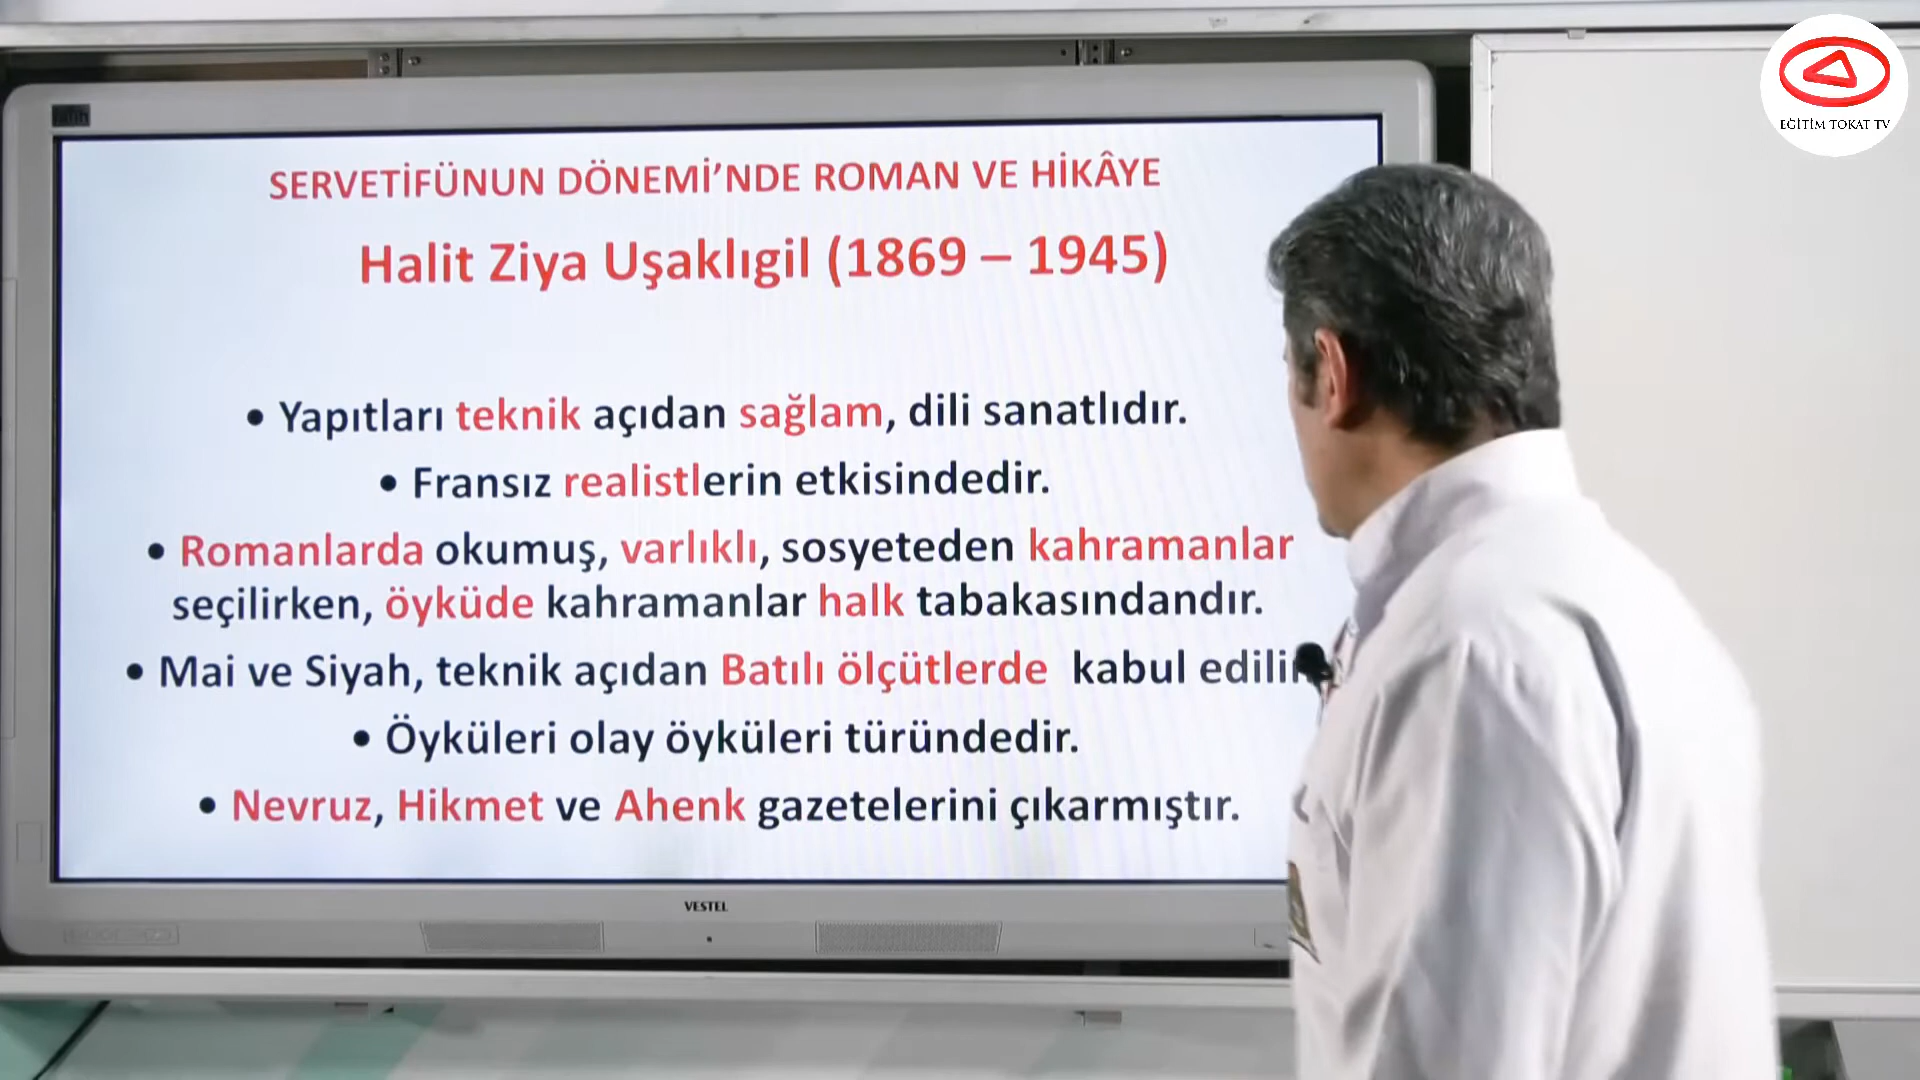 EĞİTİM TOKAT TV
fatih
SERVETİFÜNUN DÖNEMİ’NDE ROMAN VE HİKÂYE
Halit Ziya Uşaklıgil (1869 – 1945)
• Yapıtları teknik açıdan sağlam, dili sanatlıdır.
• Fransız realistlerin etkisindedir.
• Romanlarda okumuş, varlıklı, sosyeteden kahramanlar
seçilirken, öyküde kahramanlar halk tabakasındandır.
• Mai ve Siyah, teknik açıdan Batılı ölçütlerde kabul edilir
• Öyküleri olay öyküleri türündedir.
• Nevruz, Hikmet ve Ahenk gazetelerini çıkarmıştır.
VESTEL